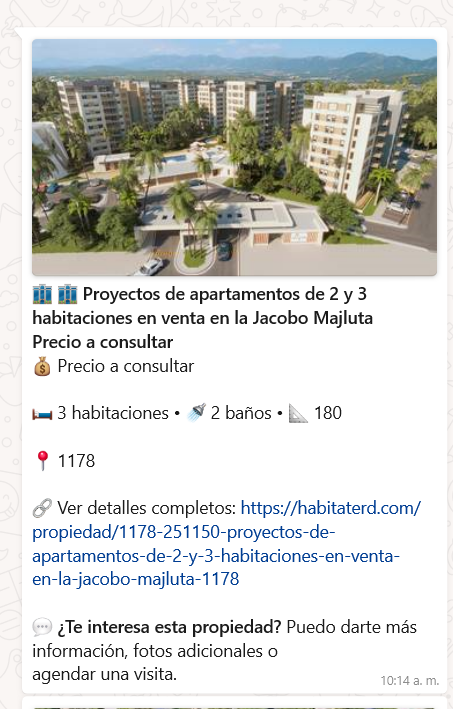 🏢🏢 Proyectos de apartamentos de 2 y 3
habitaciones en venta en la Jacobo Majluta
Precio a consultar
💰 Precio a consultar
🛏️ 3 habitaciones • 🚿 2 baños • 📐 180
📍 1178
🔗 Ver detalles completos: https://habitaterd.com/
propiedad/1178-251150-proyectos-de-
apartamentos-de-2-y-3-habitaciones-en-venta-
en-la-jacobo-majluta-1178
💬 ¿Te interesa esta propiedad? Puedo darte más
información, fotos adicionales o
agendar una visita.
10:14 a. m.